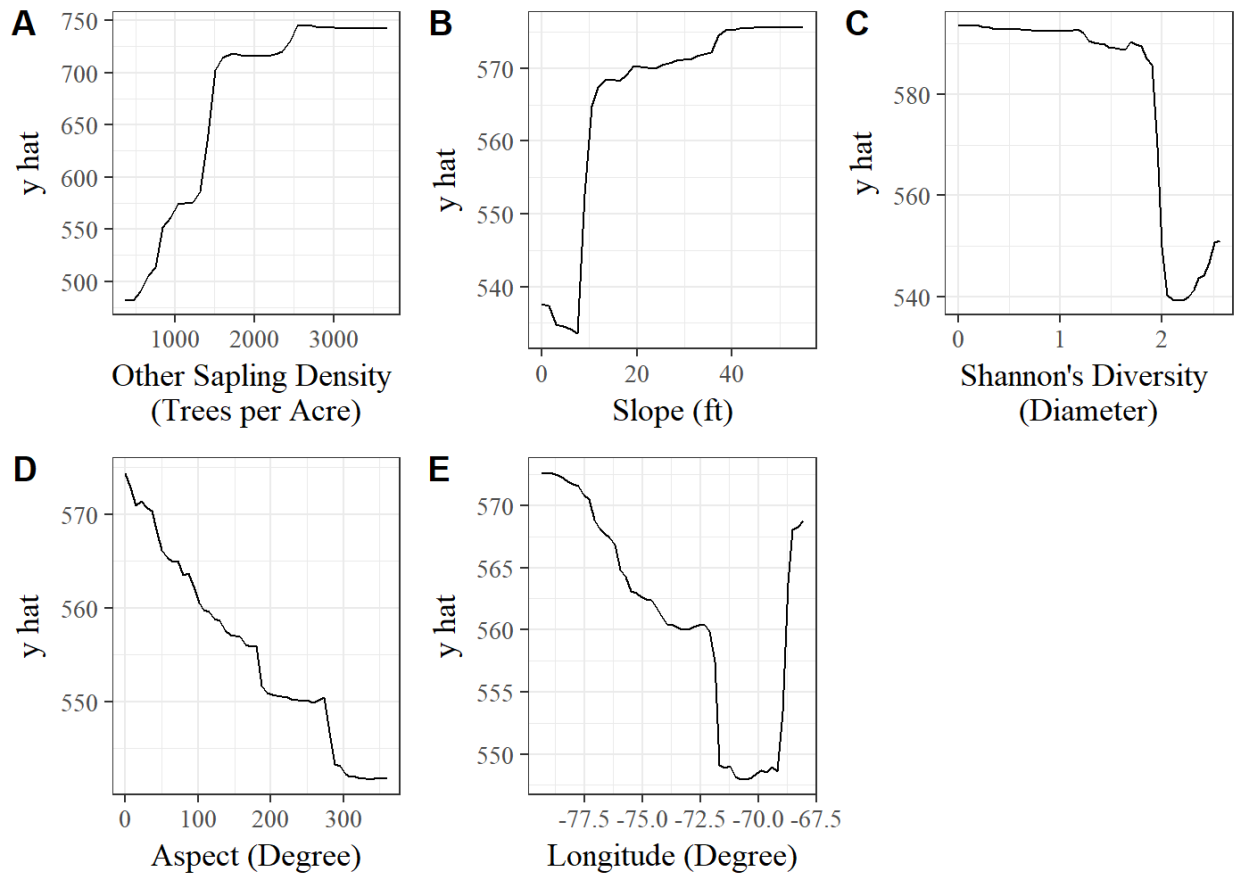 A
750
700
650
600
550
500
y hat
1000 2000 3000
Other Sapling Density
(Trees per Acre)
B
570
560
550
540
y hat
0 20 40
Slope (ft)
C
580
560
540
y hat
0 1 2
Shannon's Diversity
(Diameter)
D
570
560
550
y hat
0 100 200 300
Aspect (Degree)
E
570
565
560
555
550
y hat
-77.5 -75.0 -72.5 -70.0 -67.5
Longitude (Degree)